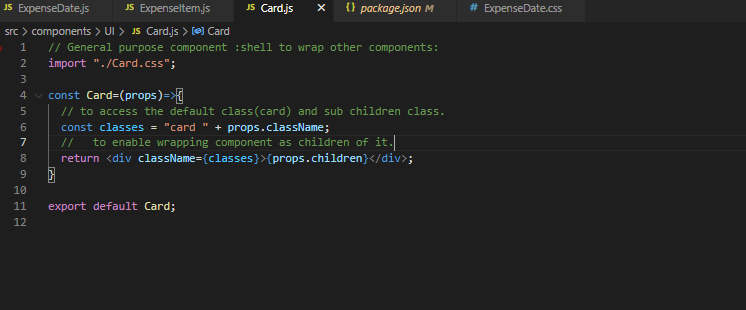 JS ExpenseDate.js JS ExpenseItem.js JS Card.js × {} package.json M # ExpenseDate.css
src > components > UI > JS Card.js > Card
1 // General purpose component :shell to wrap other components:
2 import "./Card.css";
3
4 const Card=(props)=>{
5 // to access the default class(card) and sub children class.
6 const classes = "card " + props.className;
7 //   to enable wrapping component as children of it.
8 return <div className={classes}>{props.children}</div>;
9 }
10
11 export default Card;
12